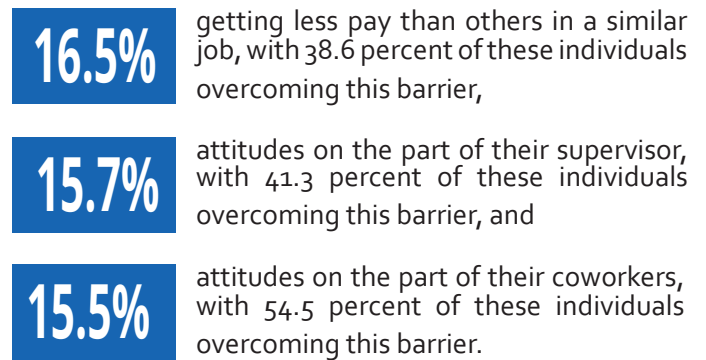 16.5%
getting less pay than others in a similar
job, with 38.6 percent of these individuals
overcoming this barrier,
15.7%
attitudes on the part of their supervisor,
with 41.3 percent of these individuals
overcoming this barrier, and
15.5%
attitudes on the part of their coworkers,
with 54.5 percent of these individuals
overcoming this barrier.